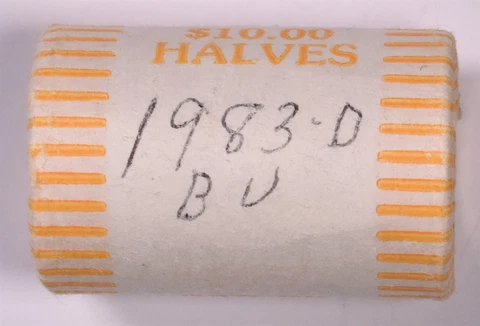 $10.00
HALVES
1983-D
BU